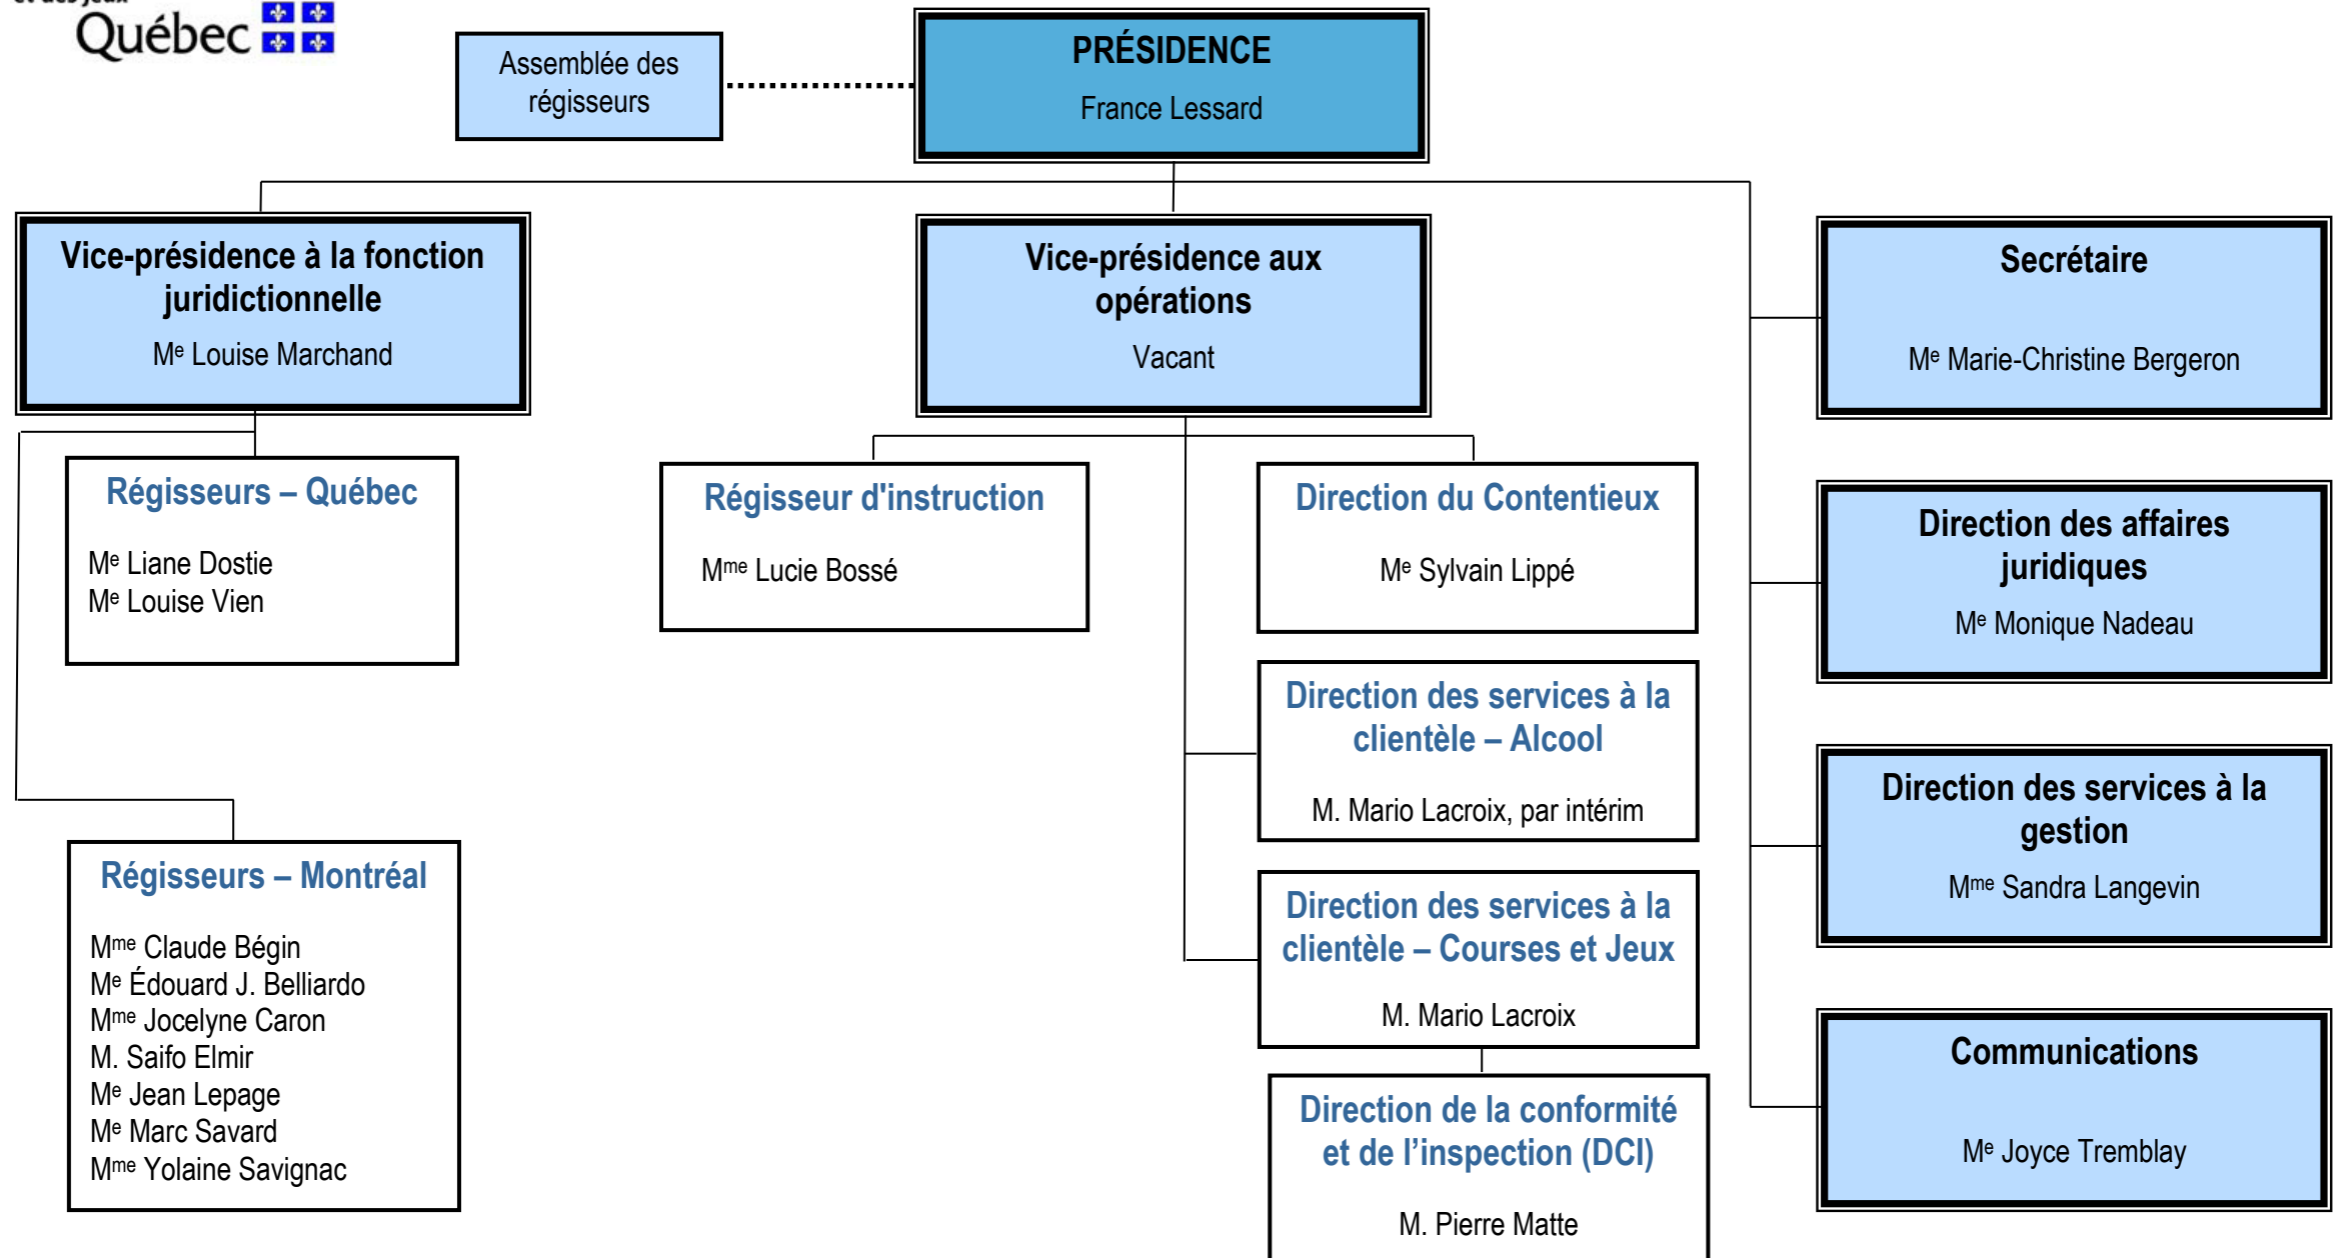 et des jeux
Québec
Assemblée des
régisseurs
PRÉSIDENCE
France Lessard
Vice-présidence à la fonction
juridictionnelle
Mᵉ Louise Marchand
Vice-présidence aux
opérations
Vacant
Secrétaire
Mᵉ Marie-Christine Bergeron
Régisseurs – Québec
Mᵉ Liane Dostie
Mᵉ Louise Vien
Régisseur d'instruction
Mᵐᵉ Lucie Bossé
Direction du Contentieux
Mᵉ Sylvain Lippé
Direction des affaires
juridiques
Mᵉ Monique Nadeau
Direction des services à la
clientèle – Alcool
M. Mario Lacroix, par intérim
Direction des services à la
gestion
Mᵐᵉ Sandra Langevin
Régisseurs – Montréal
Mᵐᵉ Claude Bégin
Mᵉ Édouard J. Belliardo
Mᵐᵉ Jocelyne Caron
M. Saifo Elmir
Mᵉ Jean Lepage
Mᵉ Marc Savard
Mᵐᵉ Yolaine Savignac
Direction des services à la
clientèle – Courses et Jeux
M. Mario Lacroix
Direction de la conformité
et de l’inspection (DCI)
M. Pierre Matte
Communications
Mᵉ Joyce Tremblay